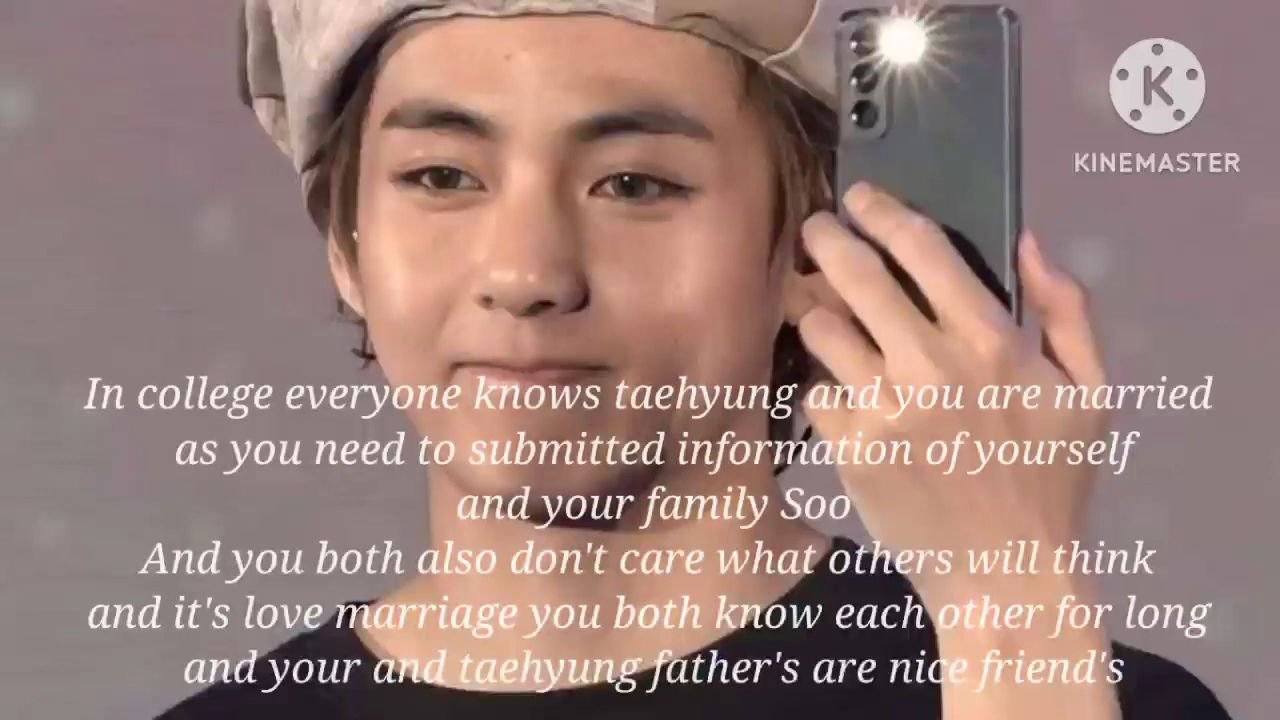 KINEMASTER
In college everyone knows taehyung and you are married
as you need to submitted information of yourself
and your family Soo
And you both also don't care what others will think
and it's love marriage you both know each other for long
and your and taehyung father's are nice friend's